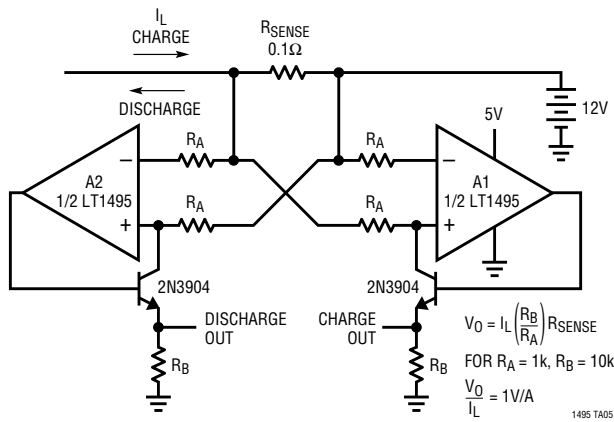 I_L
CHARGE
DISCHARGE
R_SENSE
0.1Ω
12V
5V
R_A
R_A
R_A
R_A
A2
1/2 LT1495
−
+
A1
1/2 LT1495
−
+
2N3904
2N3904
DISCHARGE
OUT
CHARGE
OUT
R_B
R_B
V_O = I_L (R_B/R_A) R_SENSE
FOR R_A = 1k, R_B = 10k
V_O/I_L = 1V/A
1495 TA05